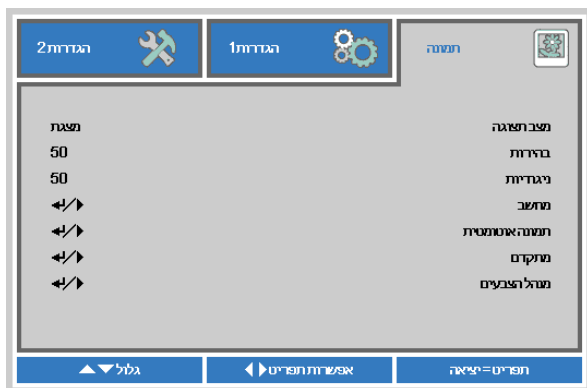 תמונה
הגדרות1
הגדרות2
מצב תצוגה מצגת
בהירות 50
ניגודיות 50
מחשב ↵/▶
תמונה אוטומטית ↵/▶
מתקדם ↵/▶
מנהל הצבעים ↵/▶
תפריט=יציאה
אפשרות תפריט ◀▶
גלול ▼▲